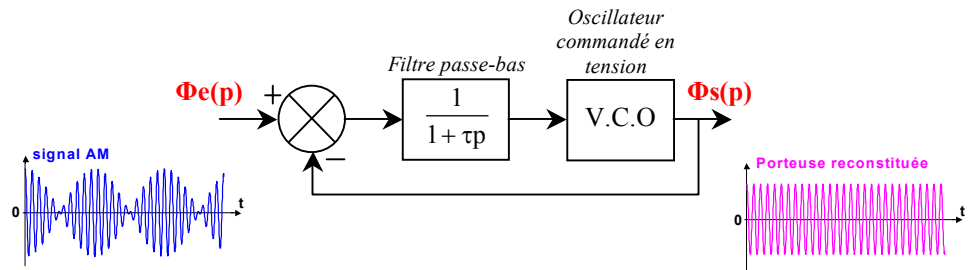 Oscillateur
commandé en
tension
Filtre passe-bas
Φe(p)
+
1
1 + τp
V.C.O
Φs(p)
−
signal AM
0
t
Porteuse reconstituée
0
t